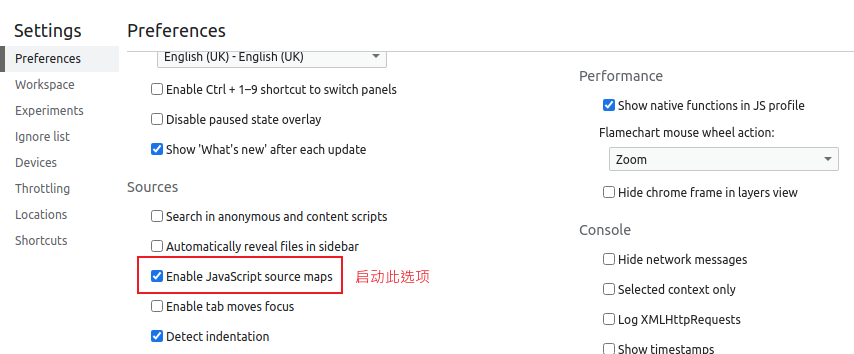 Settings
Preferences
Workspace
Experiments
Ignore list
Devices
Throttling
Locations
Shortcuts
Preferences
English (UK) - English (UK)
Enable Ctrl + 1–9 shortcut to switch panels
Disable paused state overlay
Show 'What's new' after each update
Sources
Search in anonymous and content scripts
Automatically reveal files in sidebar
Enable JavaScript source maps
启动此选项
Enable tab moves focus
Detect indentation
Performance
Show native functions in JS profile
Flamechart mouse wheel action:
Zoom
Hide chrome frame in layers view
Console
Hide network messages
Selected context only
Log XMLHttpRequests
Show timestamps